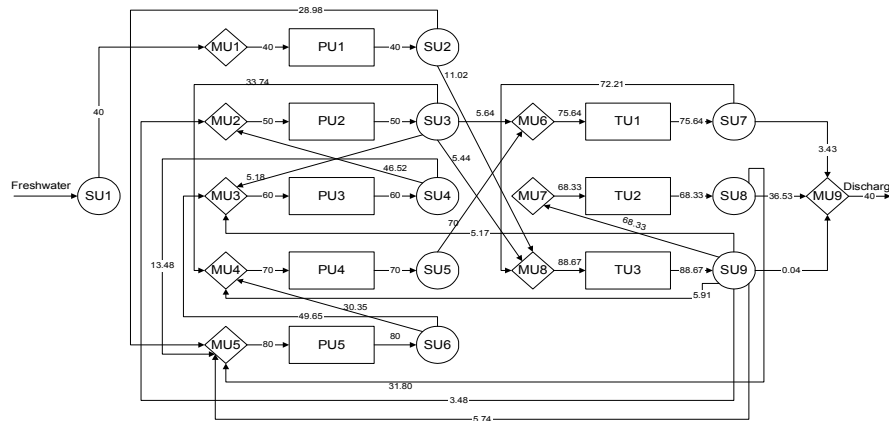 28.98
MU1
40
PU1
40
SU2
11.02
33.74
72.21
40
MU2
50
PU2
50
SU3
5.64
MU6
75.64
TU1
75.64
SU7
3.43
5.44
46.52
5.18
Freshwater
SU1
MU3
60
PU3
60
SU4
MU7
68.33
TU2
68.33
SU8
36.53
MU9
Discharg
40
70
68.33
5.17
13.48
MU4
70
PU4
70
SU5
MU8
88.67
TU3
88.67
SU9
0.04
5.91
30.35
49.65
MU5
80
PU5
80
SU6
31.80
3.48
5.74